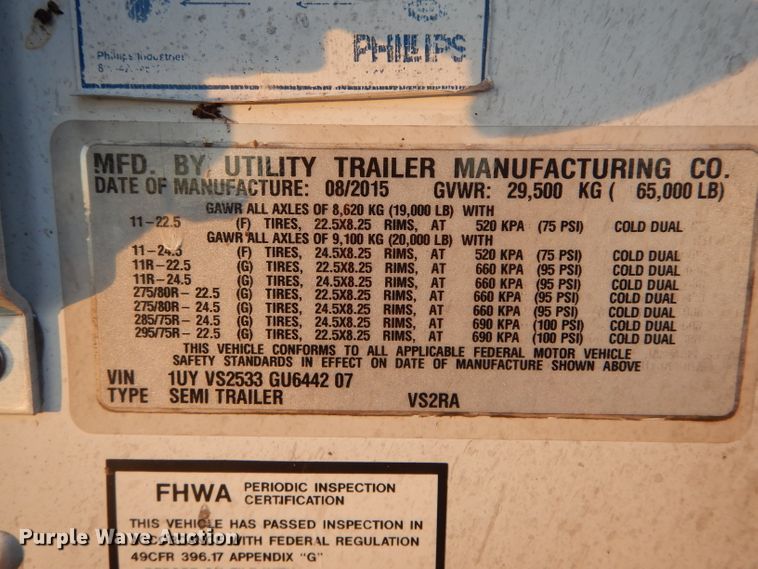 PHILLIPS
Phillips Industries
MFD. BY UTILITY TRAILER MANUFACTURING CO.
DATE OF MANUFACTURE: 08/2015 GVWR: 29,500 KG ( 65,000 LB)
GAWR ALL AXLES OF 8,620 KG (19,000 LB) WITH
11-22.5 (F) TIRES, 22.5X8.25 RIMS, AT 520 KPA (75 PSI) COLD DUAL
GAWR ALL AXLES OF 9,100 KG (20,000 LB) WITH
11-24.5 (F) TIRES, 24.5X8.25 RIMS, AT 520 KPA (75 PSI) COLD DUAL
11R-22.5 (G) TIRES, 22.5X8.25 RIMS, AT 660 KPA (95 PSI) COLD DUAL
11R-24.5 (G) TIRES, 24.5X8.25 RIMS, AT 660 KPA (95 PSI) COLD DUAL
275/80R- 22.5 (G) TIRES, 22.5X8.25 RIMS, AT 660 KPA (95 PSI) COLD DUAL
275/80R- 24.5 (G) TIRES, 24.5X8.25 RIMS, AT 660 KPA (95 PSI) COLD DUAL
285/75R- 24.5 (G) TIRES, 24.5X8.25 RIMS, AT 690 KPA (100 PSI) COLD DUAL
295/75R- 22.5 (G) TIRES, 22.5X8.25 RIMS, AT 690 KPA (100 PSI) COLD DUAL
THIS VEHICLE CONFORMS TO ALL APPLICABLE FEDERAL MOTOR VEHICLE
SAFETY STANDARDS IN EFFECT ON DATE OF MANUFACTURE SHOWN ABOVE
VIN 1UY VS2533 GU6442 07
TYPE SEMI TRAILER VS2RA
FHWA PERIODIC INSPECTION
CERTIFICATION
THIS VEHICLE HAS PASSED INSPECTION IN
WITH FEDERAL REGULATION
Purple Wave Auction
49CFR 396.17 APPENDIX "G"